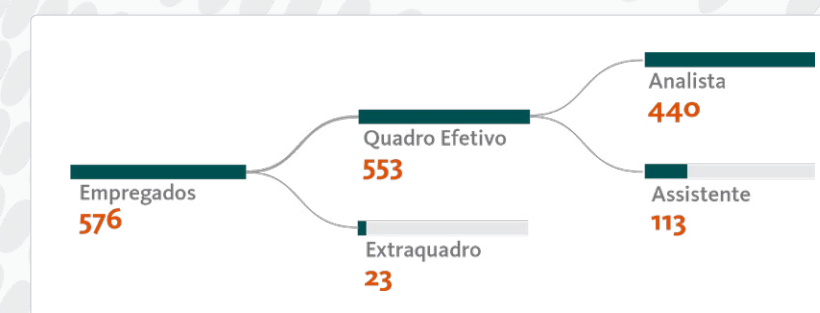 Analista
440
Quadro Efetivo
553
Empregados
576
Assistente
113
Extraquadro
23